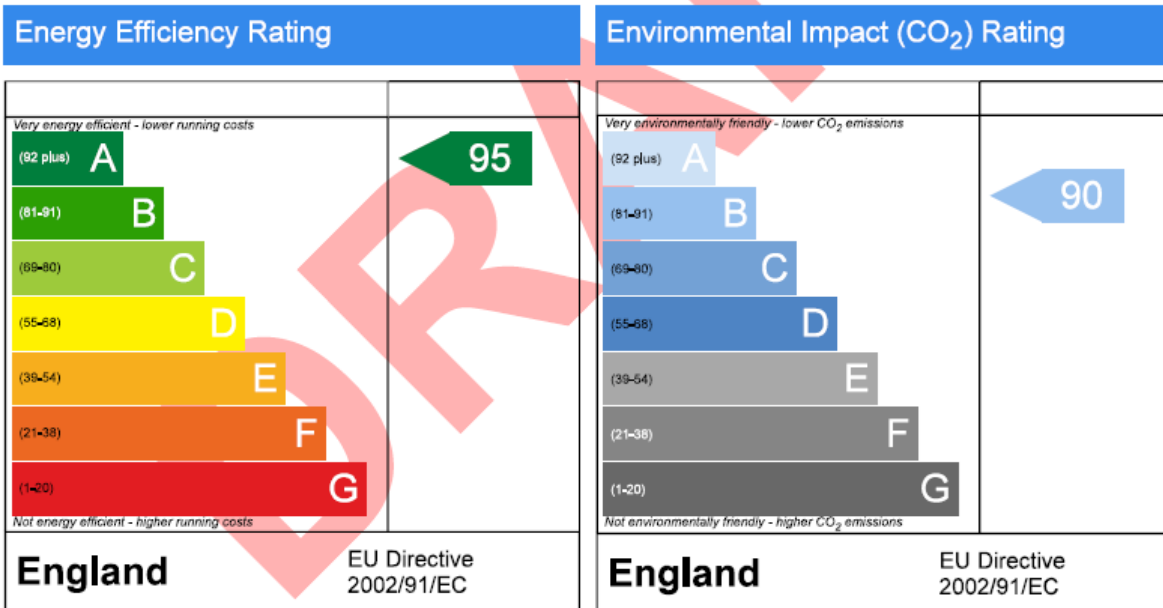 Energy Efficiency Rating
Very energy efficient - lower running costs
(92 plus) A
95
(81-91) B
(69-80) C
(55-68) D
(39-54) E
(21-38) F
(1-20) G
Not energy efficient - higher running costs
England
EU Directive
2002/91/EC
Environmental Impact (CO₂) Rating
Very environmentally friendly - lower CO₂ emissions
(92 plus) A
(81-91) B
90
(69-80) C
(55-68) D
(39-54) E
(21-38) F
(1-20) G
Not environmentally friendly - higher CO₂ emissions
England
EU Directive
2002/91/EC